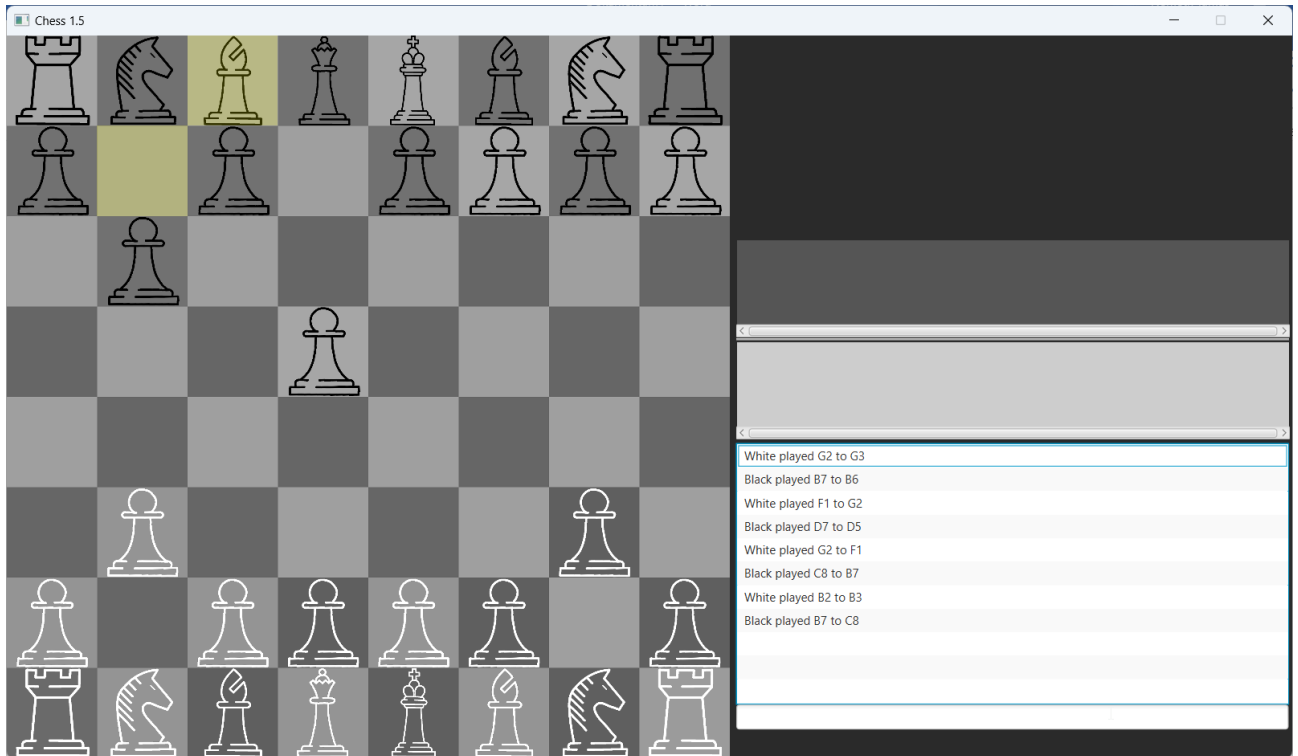 Chess 1.5
White played G2 to G3
Black played B7 to B6
White played F1 to G2
Black played D7 to D5
White played G2 to F1
Black played C8 to B7
White played B2 to B3
Black played B7 to C8